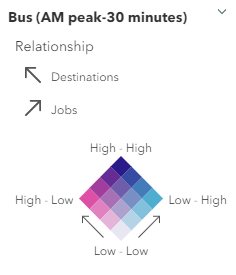 Bus (AM peak-30 minutes)
Relationship
Destinations
Jobs
High - High
High - Low
Low - High
Low - Low